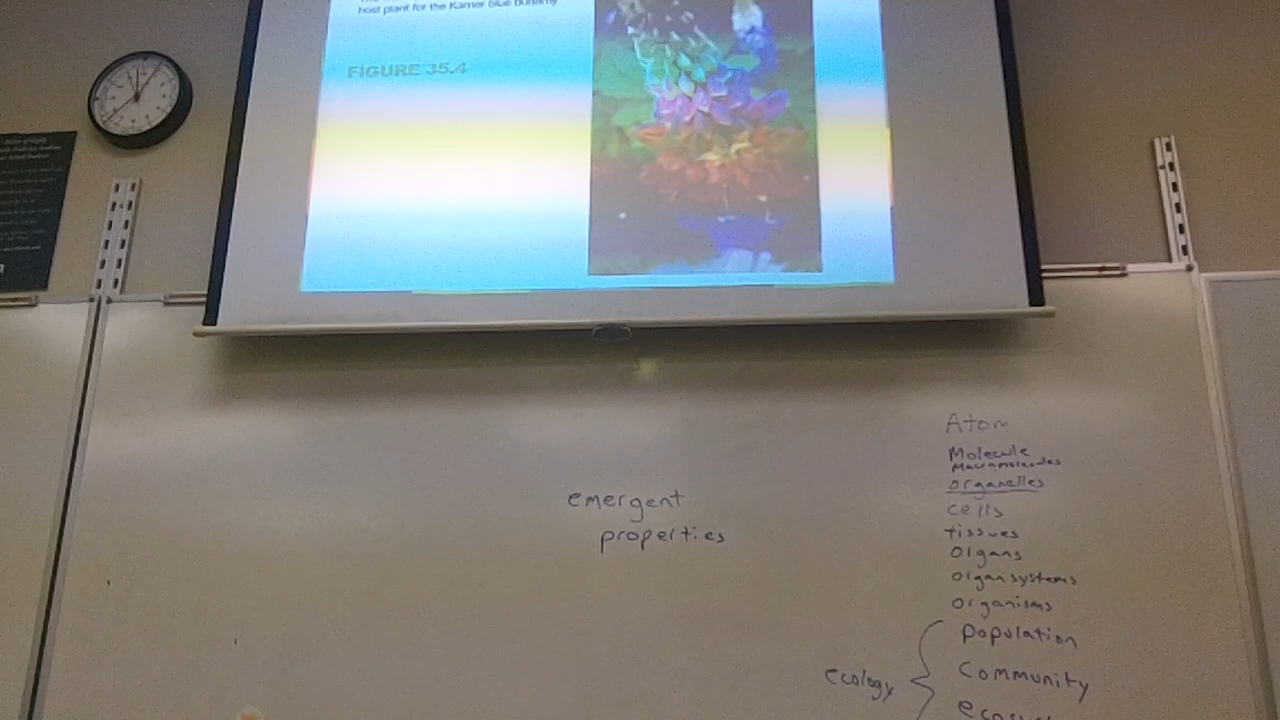 host plant for the Karner blue butterfly
FIGURE 35.4
emergent
properties
Atom
Molecule
Macromolecules
organelles
cells
tissues
organs
organ systems
organisms
population
ecology
Community